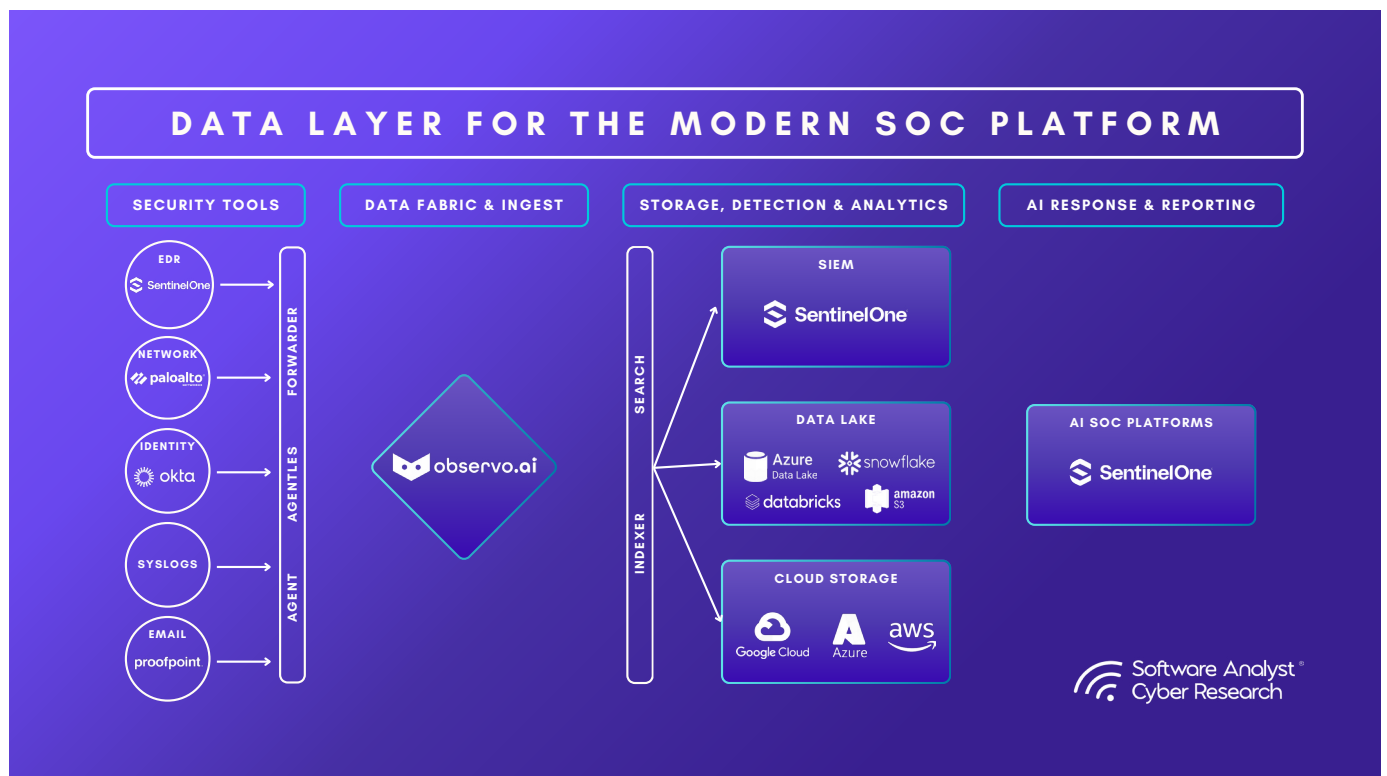 DATA LAYER FOR THE MODERN SOC PLATFORM
SECURITY TOOLS
DATA FABRIC & INGEST
STORAGE, DETECTION & ANALYTICS
AI RESPONSE & REPORTING
EDR
SentinelOne
NETWORK
paloalto
NETWORKS
IDENTITY
okta
SYSLOGS
EMAIL
proofpoint
FORWARDER
AGENTLES
AGENT
observo.ai
SEARCH
INDEXER
SIEM
SentinelOne
DATA LAKE
Azure
Data Lake
snowflake
databricks
amazon
S3
CLOUD STORAGE
Google Cloud
Azure
aws
AI SOC PLATFORMS
SentinelOne
Software Analyst ®
Cyber Research